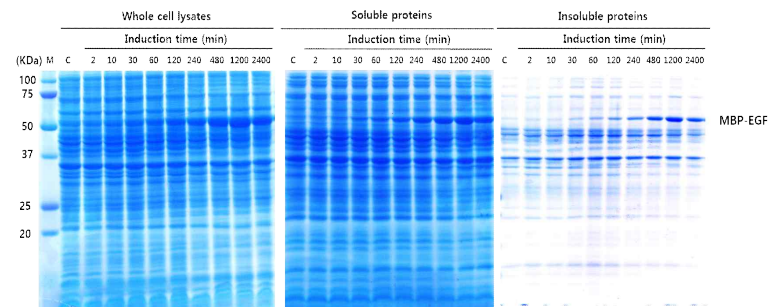 Whole cell lysates Soluble proteins Insoluble proteins
Induction time (min) Induction time (min) Induction time (min)
(KDa) M C 2 10 30 60 120 240 480 1200 2400 C 2 10 30 60 120 240 480 1200 2400 C 2 10 30 60 120 240 480 1200 2400
100
75
50 MBP-EGF
37
25
20